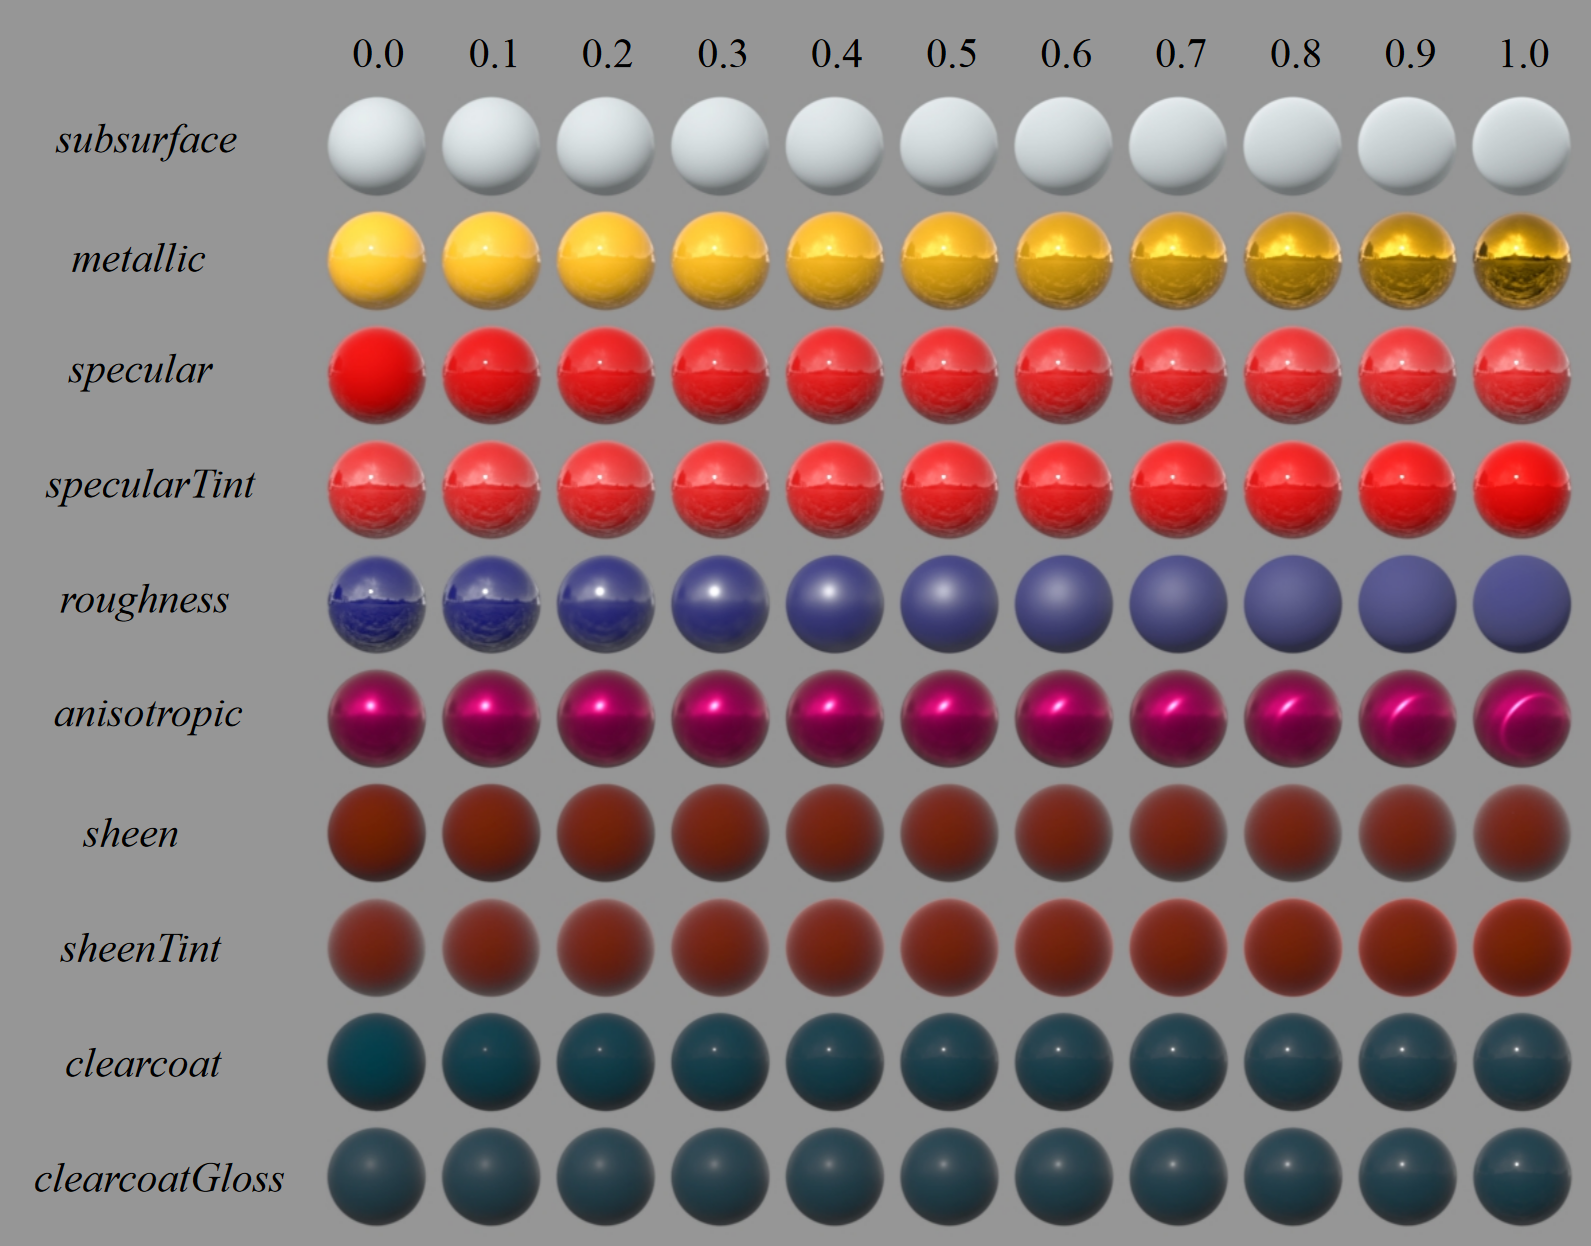 0.0 0.1 0.2 0.3 0.4 0.5 0.6 0.7 0.8 0.9 1.0
subsurface
metallic
specular
specularTint
roughness
anisotropic
sheen
sheenTint
clearcoat
clearcoatGloss